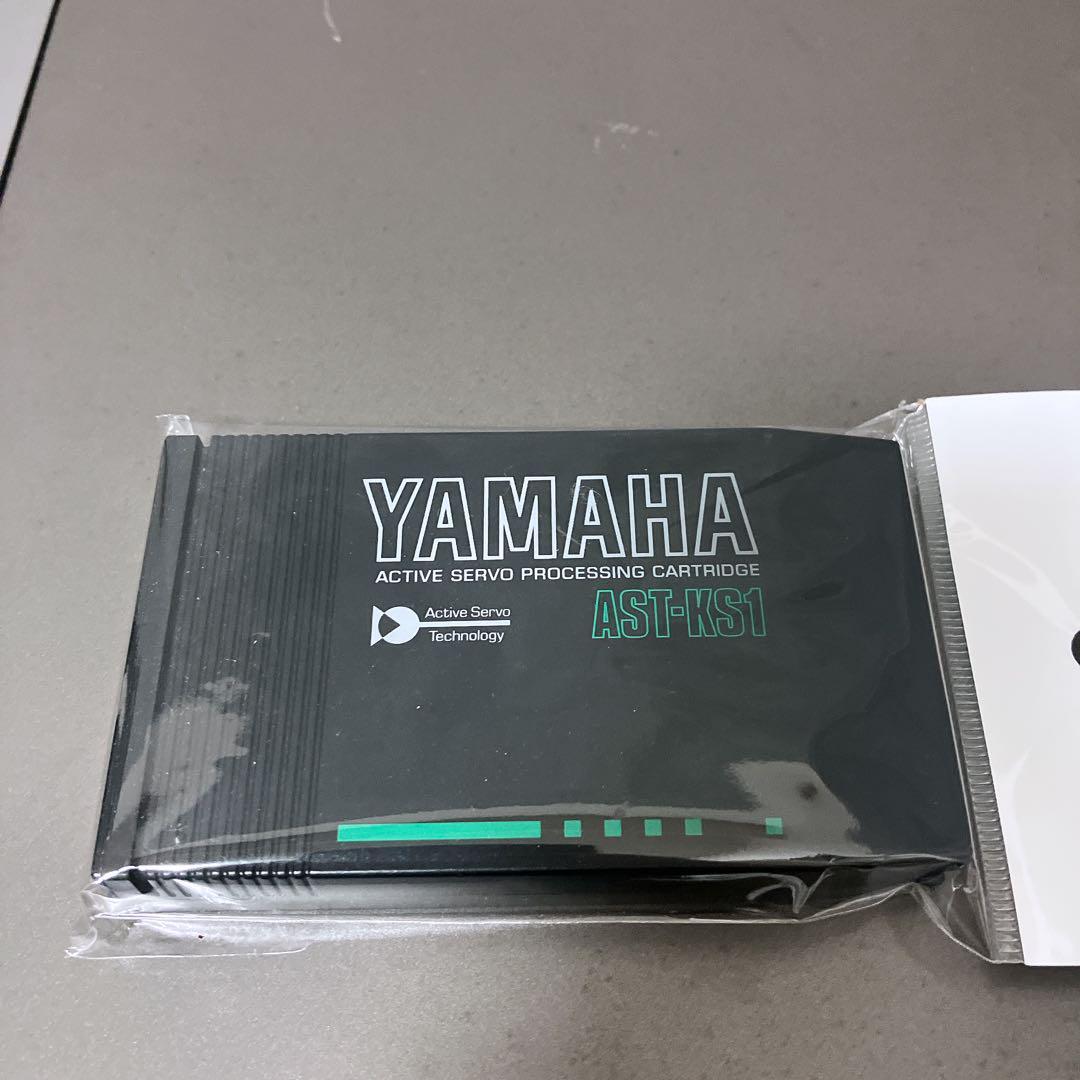 YAMAHA
ACTIVE SERVO PROCESSING CARTRIDGE
AST-KS1
Active Servo
Technology